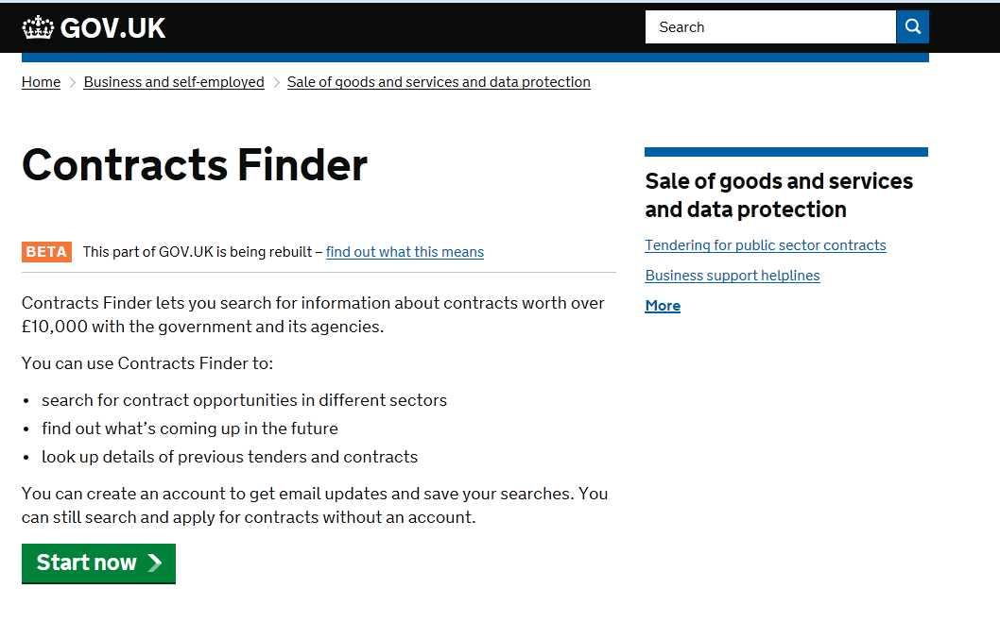 GOV.UK
Search
Home > Business and self-employed > Sale of goods and services and data protection
Contracts Finder
BETA This part of GOV.UK is being rebuilt – find out what this means
Contracts Finder lets you search for information about contracts worth over
£10,000 with the government and its agencies.
You can use Contracts Finder to:
• search for contract opportunities in different sectors
• find out what’s coming up in the future
• look up details of previous tenders and contracts
You can create an account to get email updates and save your searches. You
can still search and apply for contracts without an account.
Start now
Sale of goods and services
and data protection
Tendering for public sector contracts
Business support helplines
More